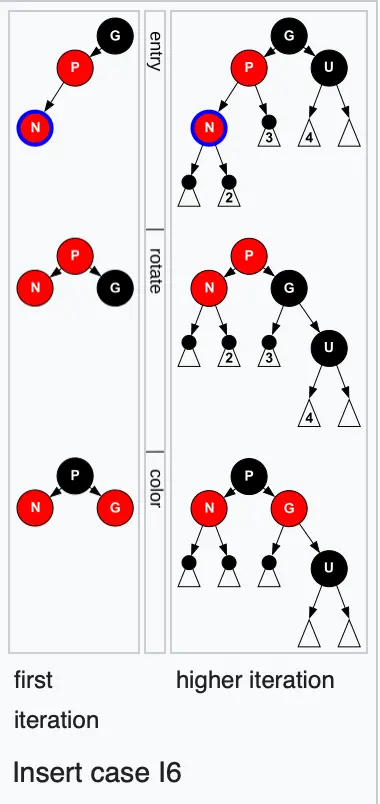 G
P
N
entry
G
P
U
N
3
4
2
rotate
P
N
G
P
N
G
2
3
U
4
color
P
N
G
P
N
G
U
first
iteration
higher iteration
Insert case I6